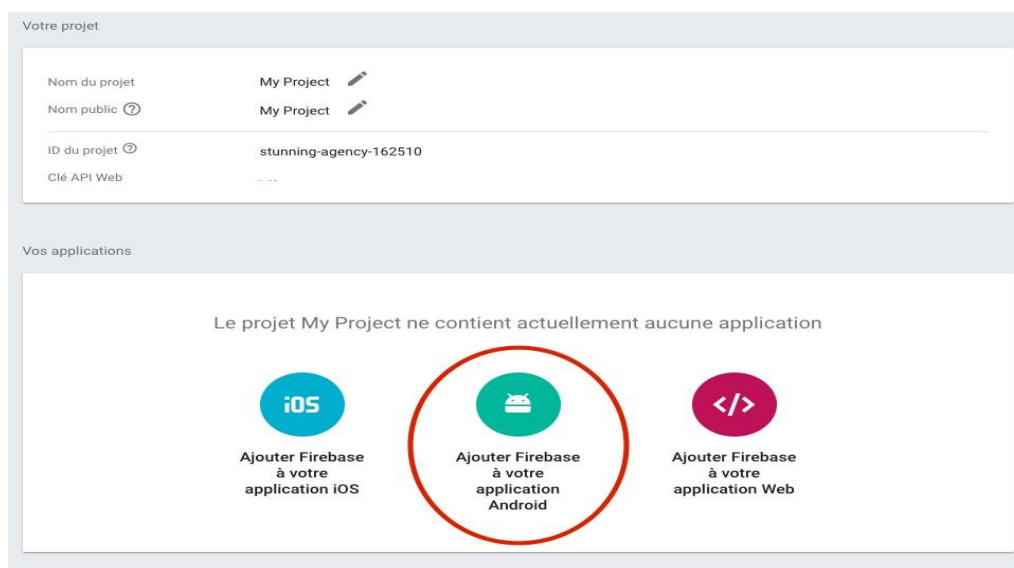 Votre projet
Nom du projet My Project
Nom public My Project
ID du projet stunning-agency-162510
Clé API Web
Vos applications
Le projet My Project ne contient actuellement aucune application
iOS
Ajouter Firebase
à votre
application iOS
Ajouter Firebase
à votre
application
Android
</>
Ajouter Firebase
à votre
application Web